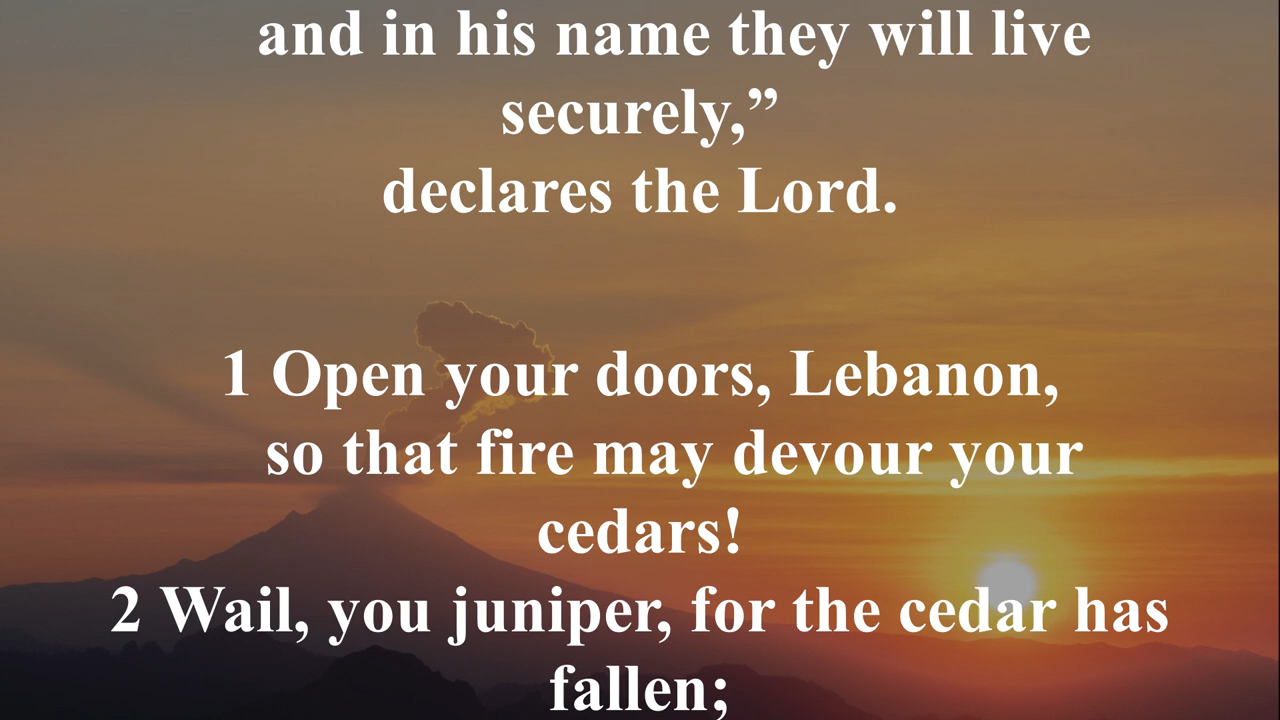 and in his name they will live
securely,”
declares the Lord.
1 Open your doors, Lebanon,
so that fire may devour your
cedars!
2 Wail, you juniper, for the cedar has
fallen;